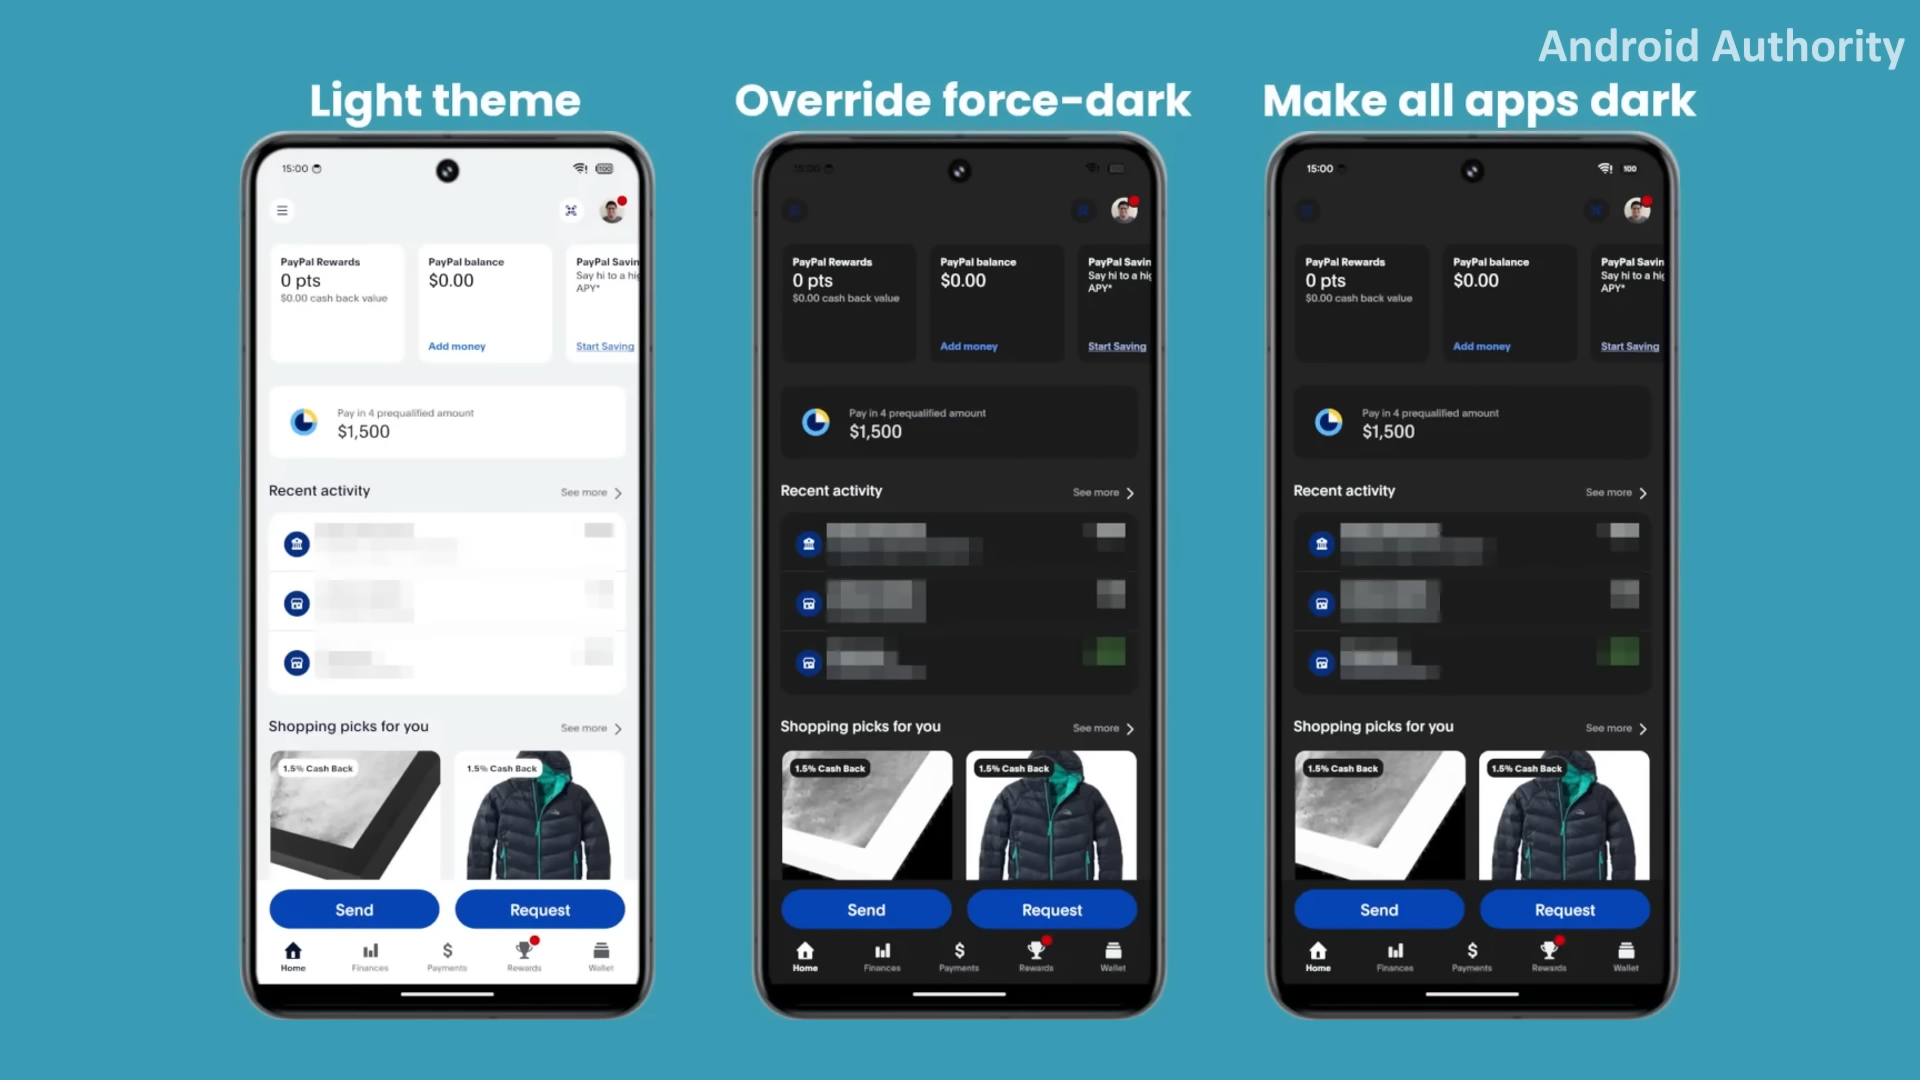 Android Authority
Light theme
15:00
100
PayPal Rewards
0 pts
$0.00 cash back value
PayPal balance
$0.00
Add money
PayPal Savin
Say hi to a hig
APY*
Start Saving
Pay in 4 prequalified amount
$1,500
Recent activity
See more
Shopping picks for you
See more
1.5% Cash Back
1.5% Cash Back
Send
Request
Home
Finances
Payments
Rewards
Wallet
Override force-dark
15:00
PayPal Rewards
0 pts
$0.00 cash back value
PayPal balance
$0.00
Add money
PayPal Savin
Say hi to a hig
APY*
Start Saving
Pay in 4 prequalified amount
$1,500
Recent activity
See more
Shopping picks for you
See more
1.5% Cash Back
1.5% Cash Back
Send
Request
Home
Finances
Payments
Rewards
Wallet
Make all apps dark
15:00
100
PayPal Rewards
0 pts
$0.00 cash back value
PayPal balance
$0.00
Add money
PayPal Savin
Say hi to a hig
APY*
Start Saving
Pay in 4 prequalified amount
$1,500
Recent activity
See more
Shopping picks for you
See more
1.5% Cash Back
1.5% Cash Back
Send
Request
Home
Finances
Payments
Rewards
Wallet